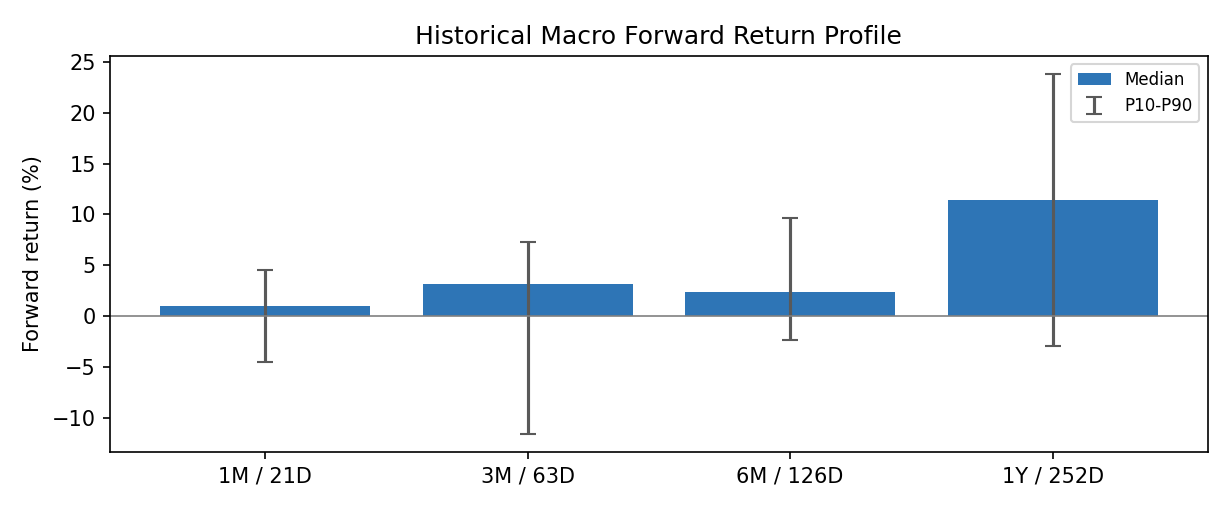 Historical Macro Forward Return Profile
Forward return (%)
25
20
15
10
5
0
−5
−10
Median
P10-P90
1M / 21D
3M / 63D
6M / 126D
1Y / 252D